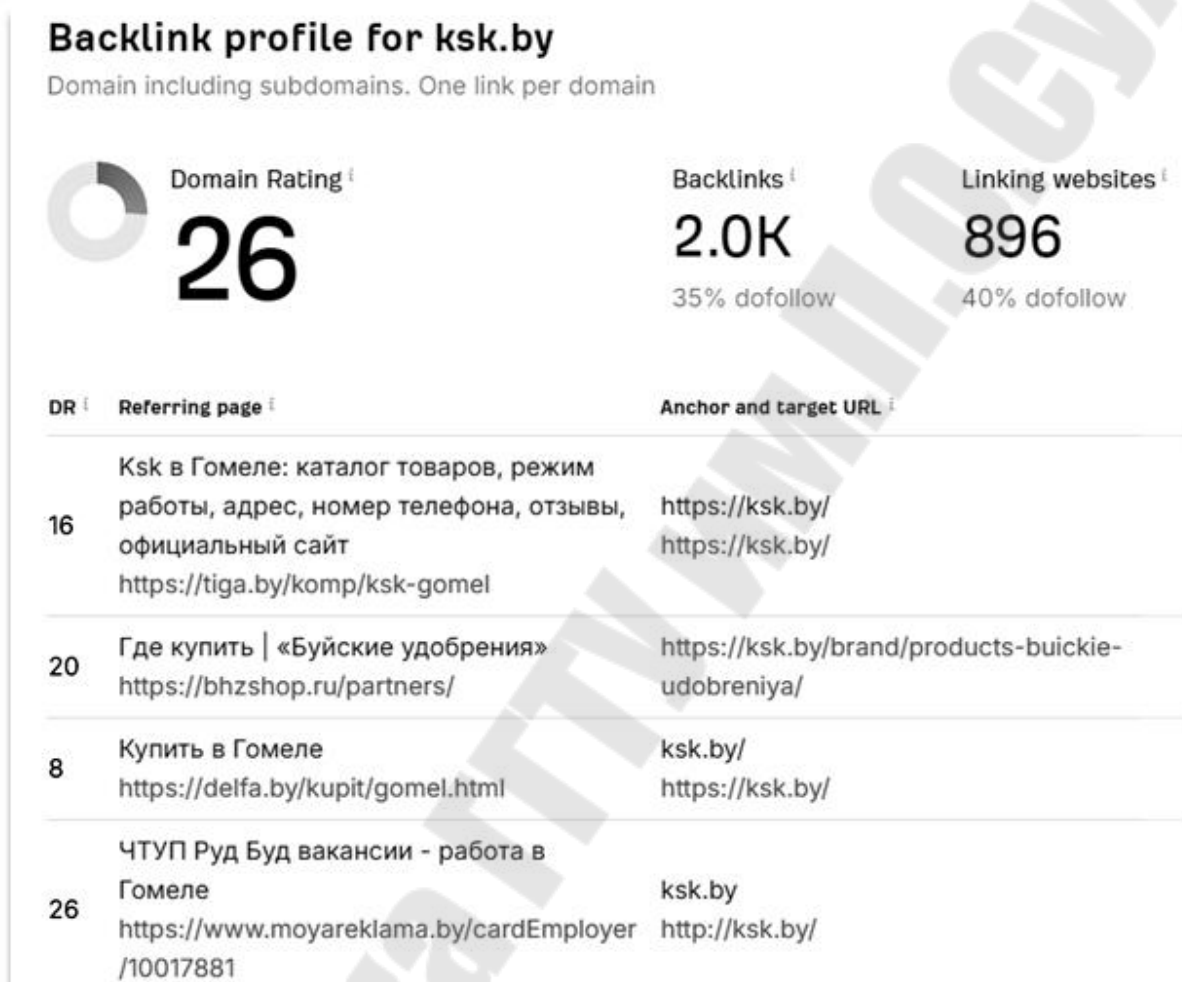 Backlink profile for ksk.by
Domain including subdomains. One link per domain
Domain Rating i
26
Backlinks i
2.0K
35% dofollow
Linking websites i
896
40% dofollow
DR i Referring page i Anchor and target URL i
16
Ksk в Гомеле: каталог товаров, режим
работы, адрес, номер телефона, отзывы,
официальный сайт
https://tiga.by/komp/ksk-gomel
https://ksk.by/
https://ksk.by/
20
Где купить | «Буйские удобрения»
https://bhzshop.ru/partners/
https://ksk.by/brand/products-buickie-
udobreniya/
8
Купить в Гомеле
https://delfa.by/kupit/gomel.html
ksk.by/
https://ksk.by/
26
ЧТУП Руд Буд вакансии - работа в
Гомеле
https://www.moyareklama.by/cardEmployer
/10017881
ksk.by
http://ksk.by/
ГГТУ им. П.О.